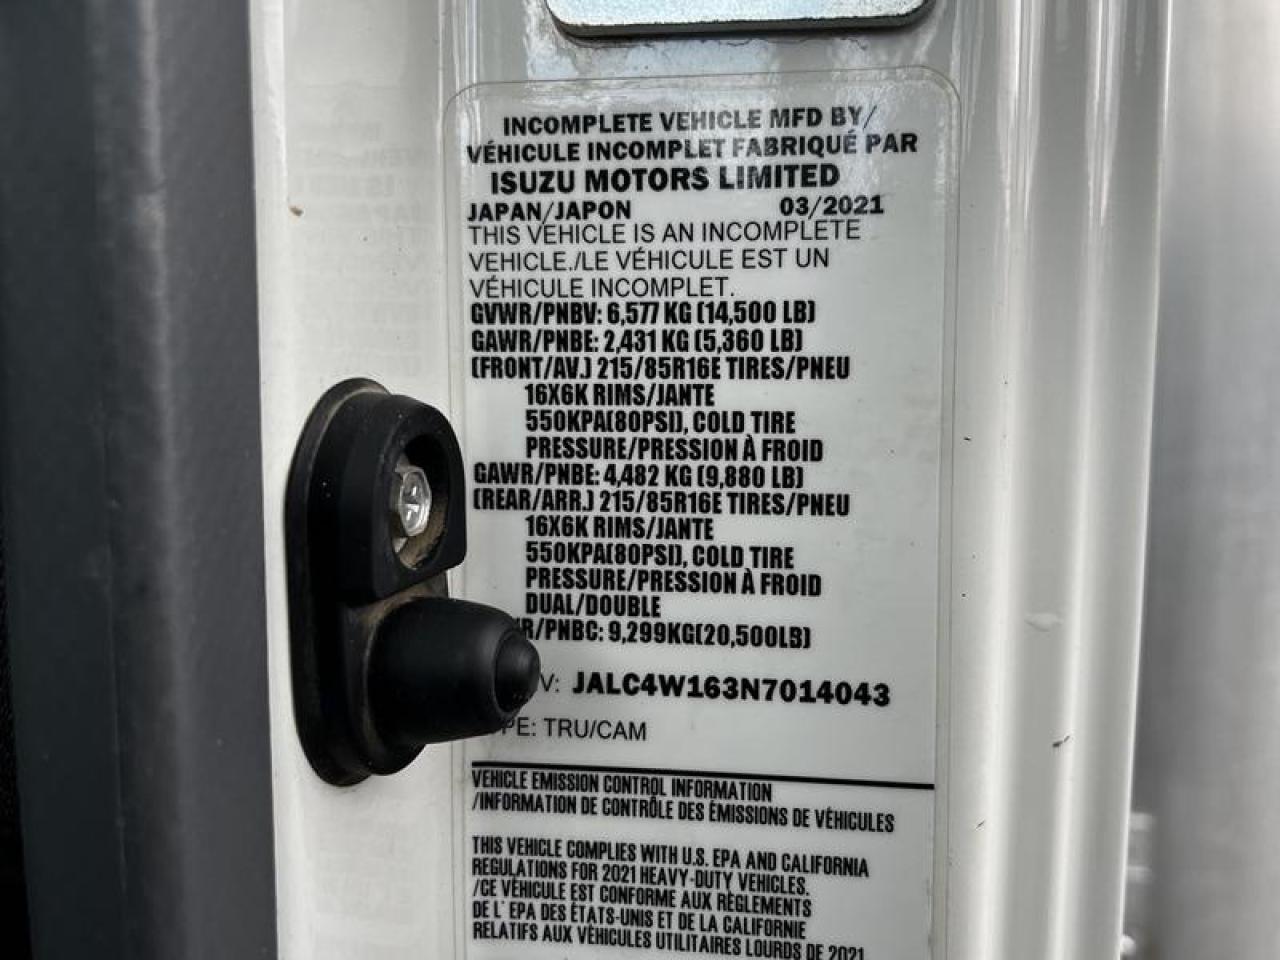 INCOMPLETE VEHICLE MFD BY/
VÉHICULE INCOMPLET FABRIQUÉ PAR
ISUZU MOTORS LIMITED
JAPAN/JAPON 03/2021
THIS VEHICLE IS AN INCOMPLETE
VEHICLE./LE VÉHICULE EST UN
VÉHICULE INCOMPLET.
GVWR/PNBV: 6,577 KG (14,500 LB)
GAWR/PNBE: 2,431 KG (5,360 LB)
(FRONT/AV.) 215/85R16E TIRES/PNEU
16X6K RIMS/JANTE
550KPA(80PSI), COLD TIRE
PRESSURE/PRESSION À FROID
GAWR/PNBE: 4,482 KG (9,880 LB)
(REAR/ARR.) 215/85R16E TIRES/PNEU
16X6K RIMS/JANTE
550KPA(80PSI), COLD TIRE
PRESSURE/PRESSION À FROID
DUAL/DOUBLE
R/PNBC: 9,299KG(20,500LB)
V: JALC4W163N7014043
PE: TRU/CAM
VEHICLE EMISSION CONTROL INFORMATION
/INFORMATION DE CONTRÔLE DES ÉMISSIONS DE VÉHICULES
THIS VEHICLE COMPLIES WITH U.S. EPA AND CALIFORNIA
REGULATIONS FOR 2021 HEAVY-DUTY VEHICLES.
/CE VÉHICULE EST CONFORME AUX RÈGLEMENTS
DE L' EPA DES ÉTATS-UNIS ET DE LA CALIFORNIE
RELATIFS AUX VÉHICULES UTILITAIRES LOURDS DE 2021